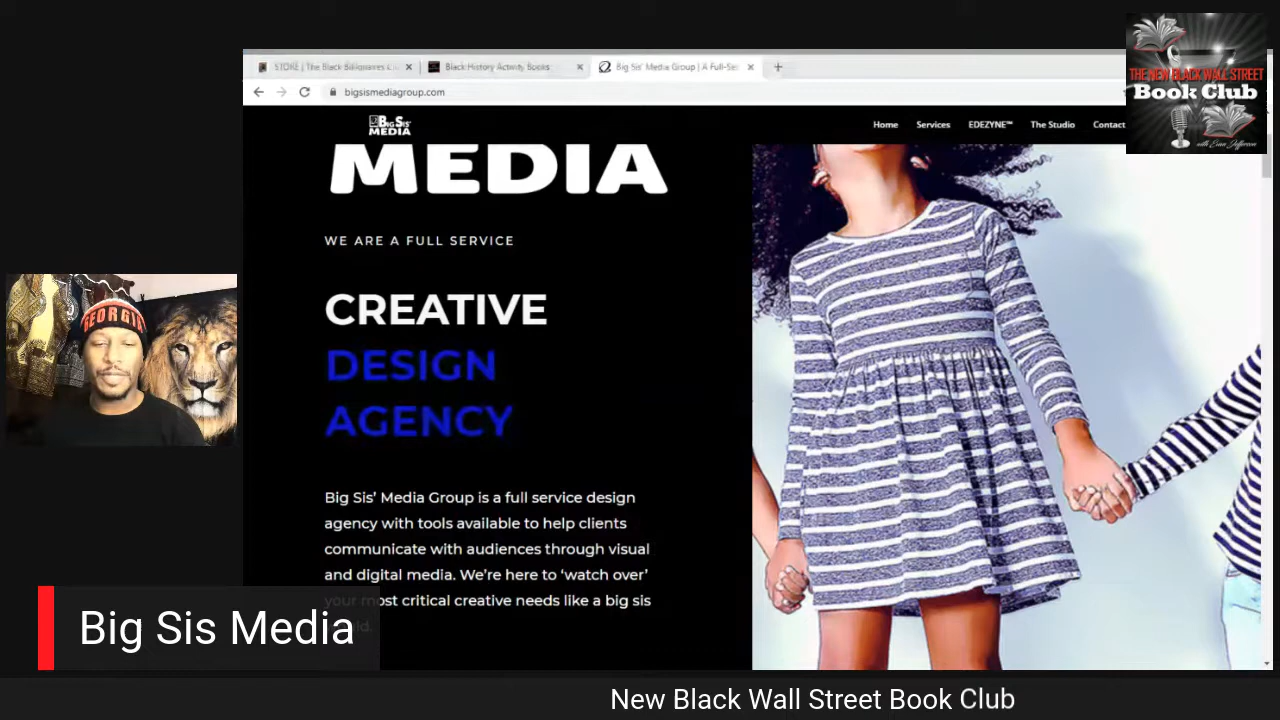 STORE | The Black Billionaires
Black History Activity Books
Big Sis' Media Group | A Full-Ser
bigsismediagroup.com
THE NEW BLACK WALL STREET
Book Club
BIG SIS'
MEDIA
Home
Services
EDEZYNE™
The Studio
Contact
MEDIA
WE ARE A FULL SERVICE
CREATIVE
DESIGN
AGENCY
GEORGIA
Big Sis' Media Group is a full service design
agency with tools available to help clients
communicate with audiences through visual
and digital media. We're here to 'watch over'
your most critical creative needs like a big sis
Big Sis Media
New Black Wall Street Book Club